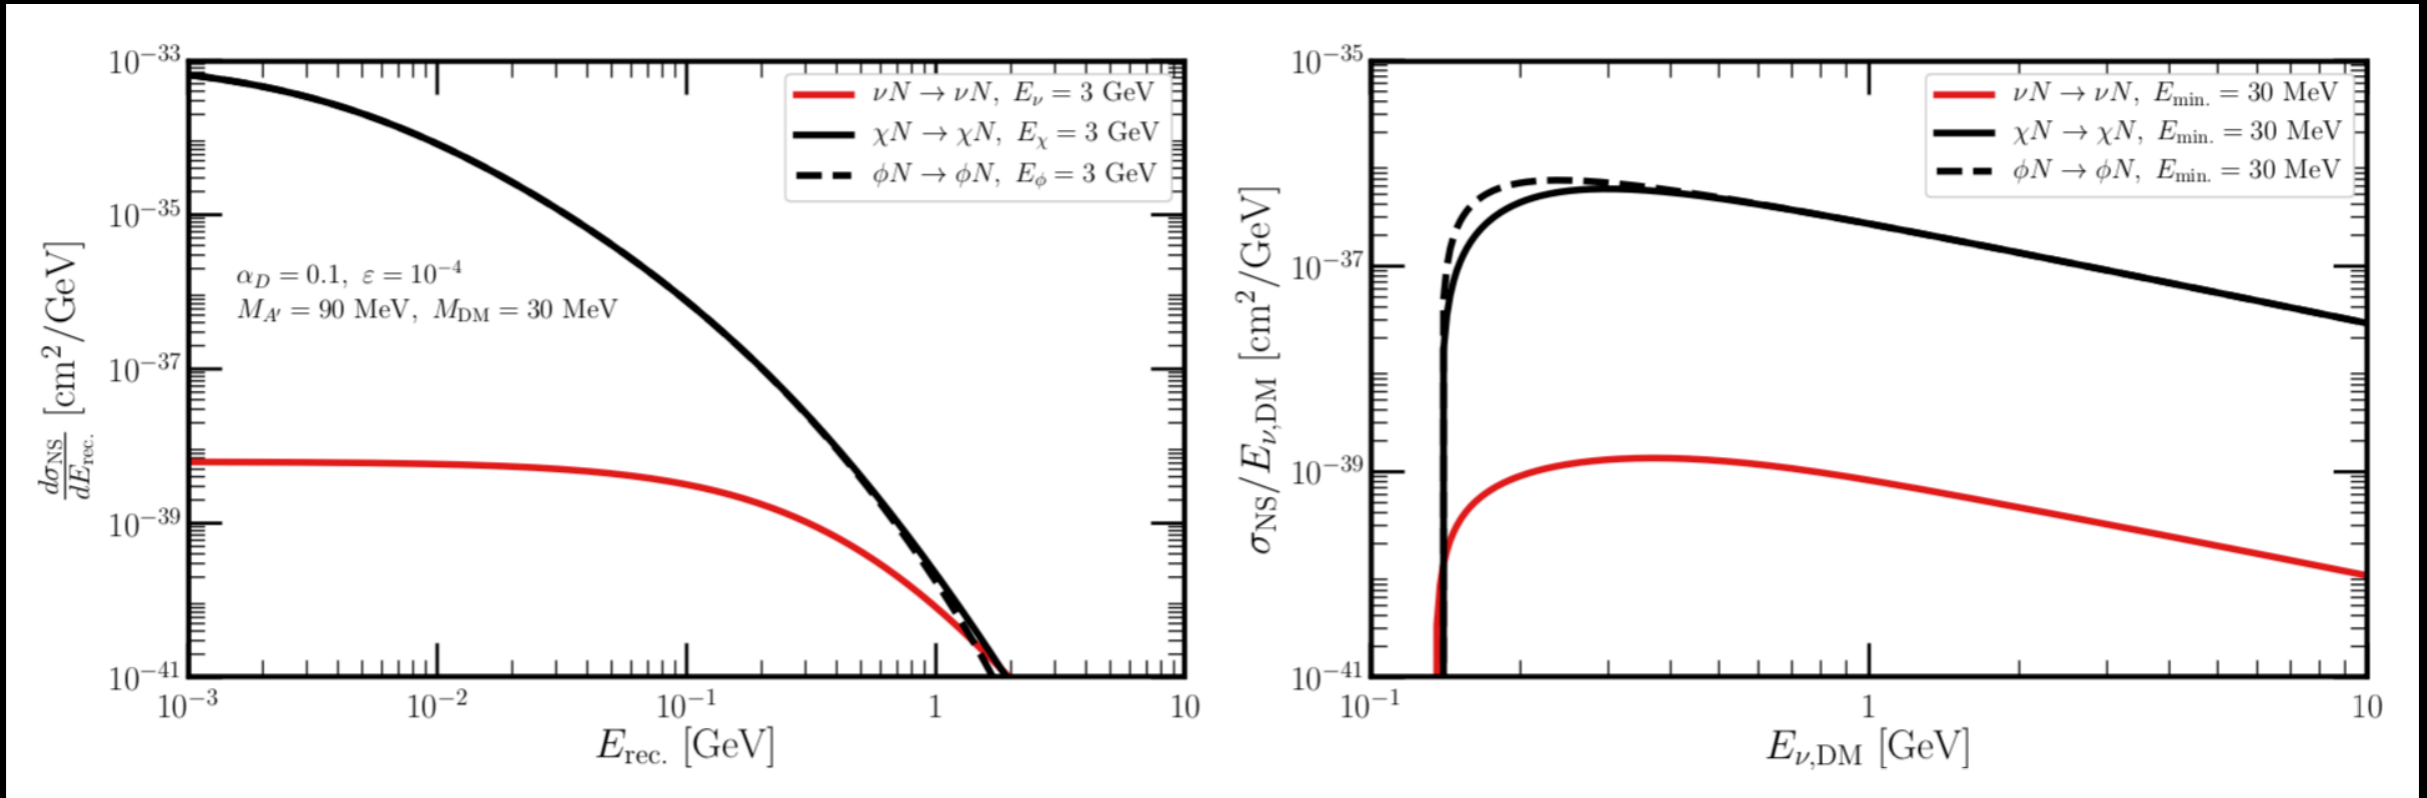 10⁻³³
10⁻³⁵
10⁻³⁷
10⁻³⁹
10⁻⁴¹
dσ_NS/dE_rec. [cm²/GeV]
νN → νN, E_ν = 3 GeV
χN → χN, E_χ = 3 GeV
ϕN → ϕN, E_ϕ = 3 GeV
α_D = 0.1, ε = 10⁻⁴
M_A′ = 90 MeV, M_DM = 30 MeV
10⁻³ 10⁻² 10⁻¹ 1 10
E_rec. [GeV]
10⁻³⁵
10⁻³⁷
10⁻³⁹
10⁻⁴¹
σ_NS/E_ν,DM [cm²/GeV]
νN → νN, E_min. = 30 MeV
χN → χN, E_min. = 30 MeV
ϕN → ϕN, E_min. = 30 MeV
10⁻¹ 1 10
E_ν,DM [GeV]